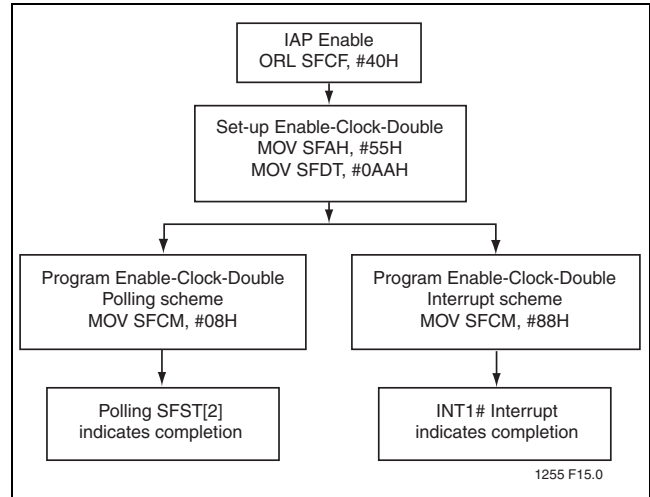 IAP Enable
ORL SFCF, #40H
Set-up Enable-Clock-Double
MOV SFAH, #55H
MOV SFDT, #0AAH
Program Enable-Clock-Double
Polling scheme
MOV SFCM, #08H
Program Enable-Clock-Double
Interrupt scheme
MOV SFCM, #88H
Polling SFST[2]
indicates completion
INT1# Interrupt
indicates completion
1255 F15.0